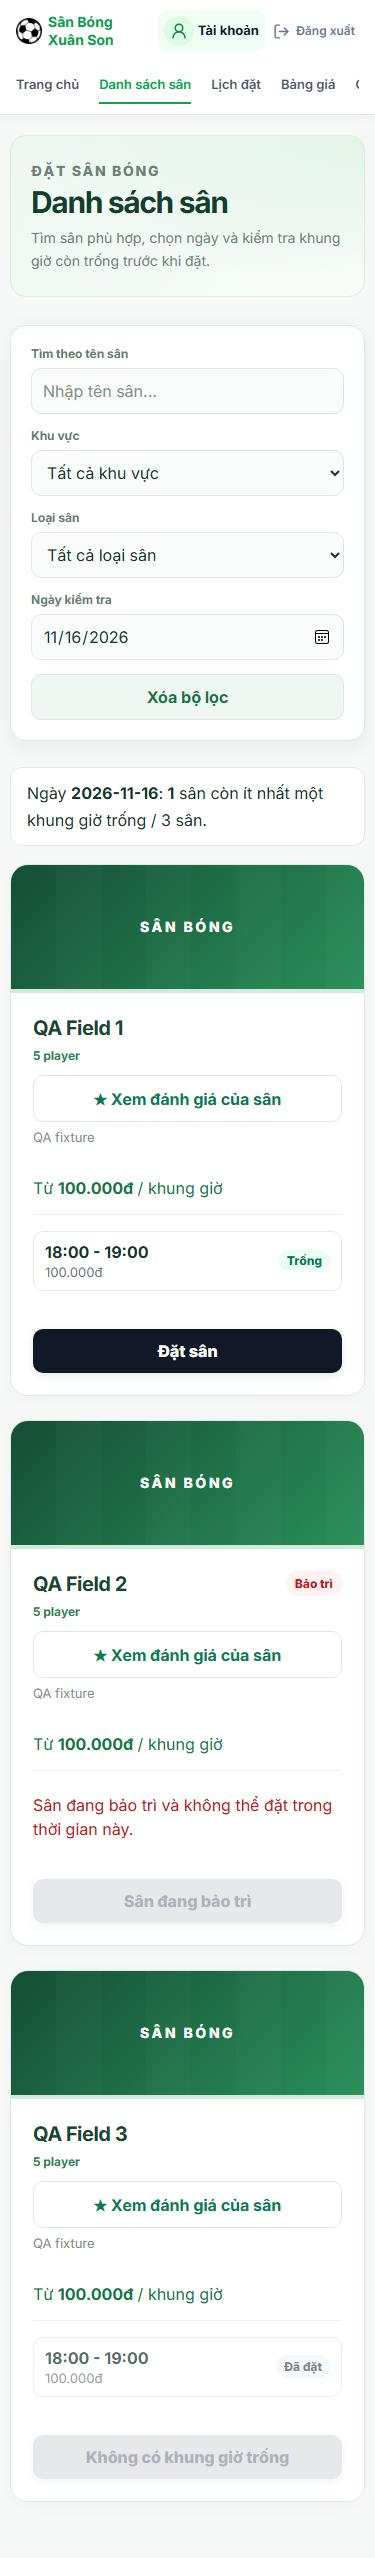 Sân Bóng
Xuân Son
Tài khoản
Đăng xuất
Trang chủ
Danh sách sân
Lịch đặt
Bảng giá
ĐẶT SÂN BÓNG
Danh sách sân
Tìm sân phù hợp, chọn ngày và kiểm tra khung
giờ còn trống trước khi đặt.
Tìm theo tên sân
Nhập tên sân...
Khu vực
Tất cả khu vực
Loại sân
Tất cả loại sân
Ngày kiểm tra
11/16/2026
Xóa bộ lọc
Ngày 2026-11-16: 1 sân còn ít nhất một
khung giờ trống / 3 sân.
SÂN BÓNG
QA Field 1
5 player
★ Xem đánh giá của sân
QA fixture
Từ 100.000đ / khung giờ
18:00 - 19:00
100.000đ
Trống
Đặt sân
SÂN BÓNG
QA Field 2
Bảo trì
5 player
★ Xem đánh giá của sân
QA fixture
Từ 100.000đ / khung giờ
Sân đang bảo trì và không thể đặt trong
thời gian này.
Sân đang bảo trì
SÂN BÓNG
QA Field 3
5 player
★ Xem đánh giá của sân
QA fixture
Từ 100.000đ / khung giờ
18:00 - 19:00
100.000đ
Đã đặt
Không có khung giờ trống